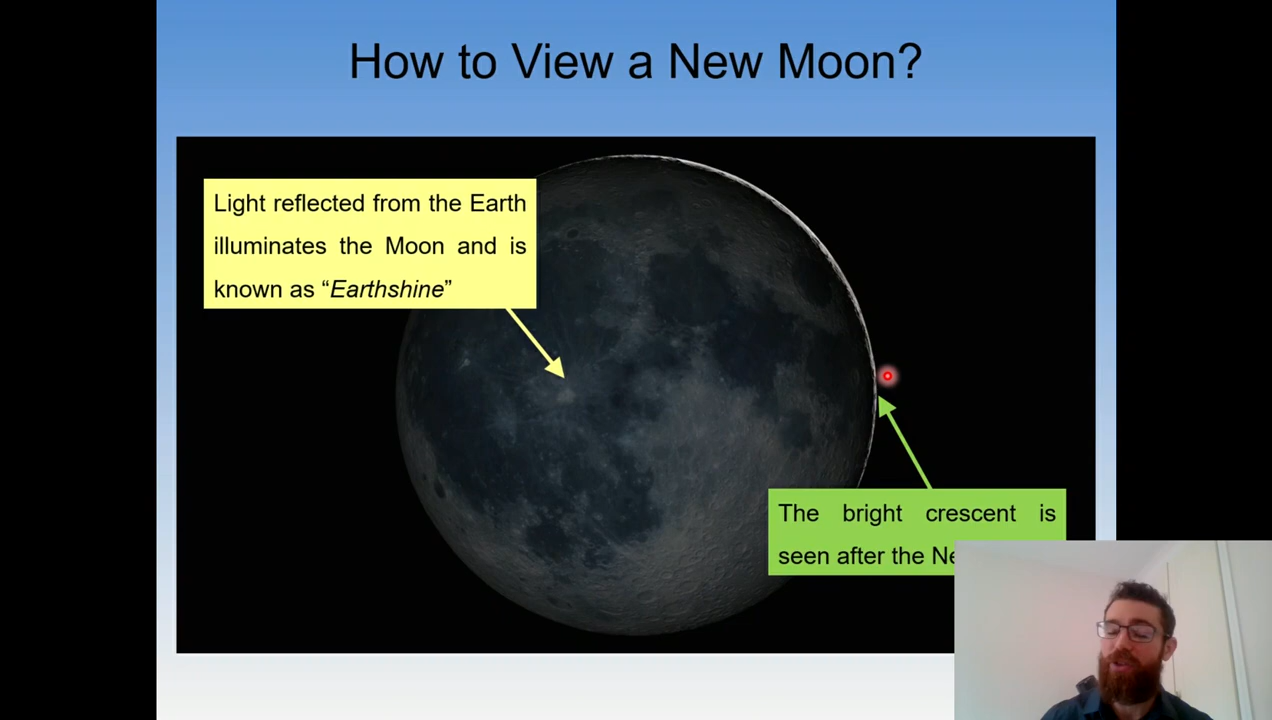 How to View a New Moon?
Light reflected from the Earth
illuminates the Moon and is
known as “Earthshine”
The bright crescent is
seen after the